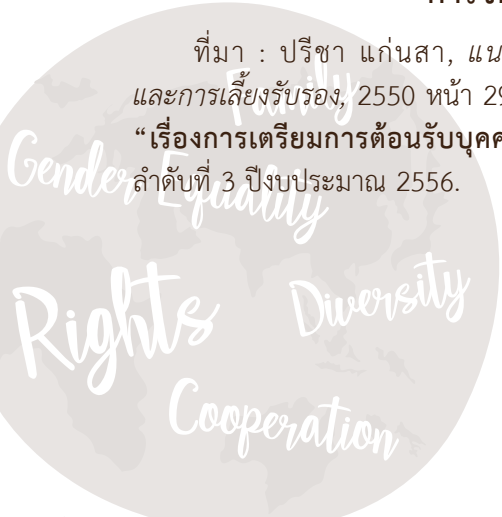 ที่มา : ปรีชา แก่นสา, แน
และการเลี้ยงรับรอง, 2550 หน้า 29
“เรื่องการเตรียมการต้อนรับบุคค
ลำดับที่ 3 ปีงบประมาณ 2556.
Family
Gender Equality
Rights
Diversity
Cooperation